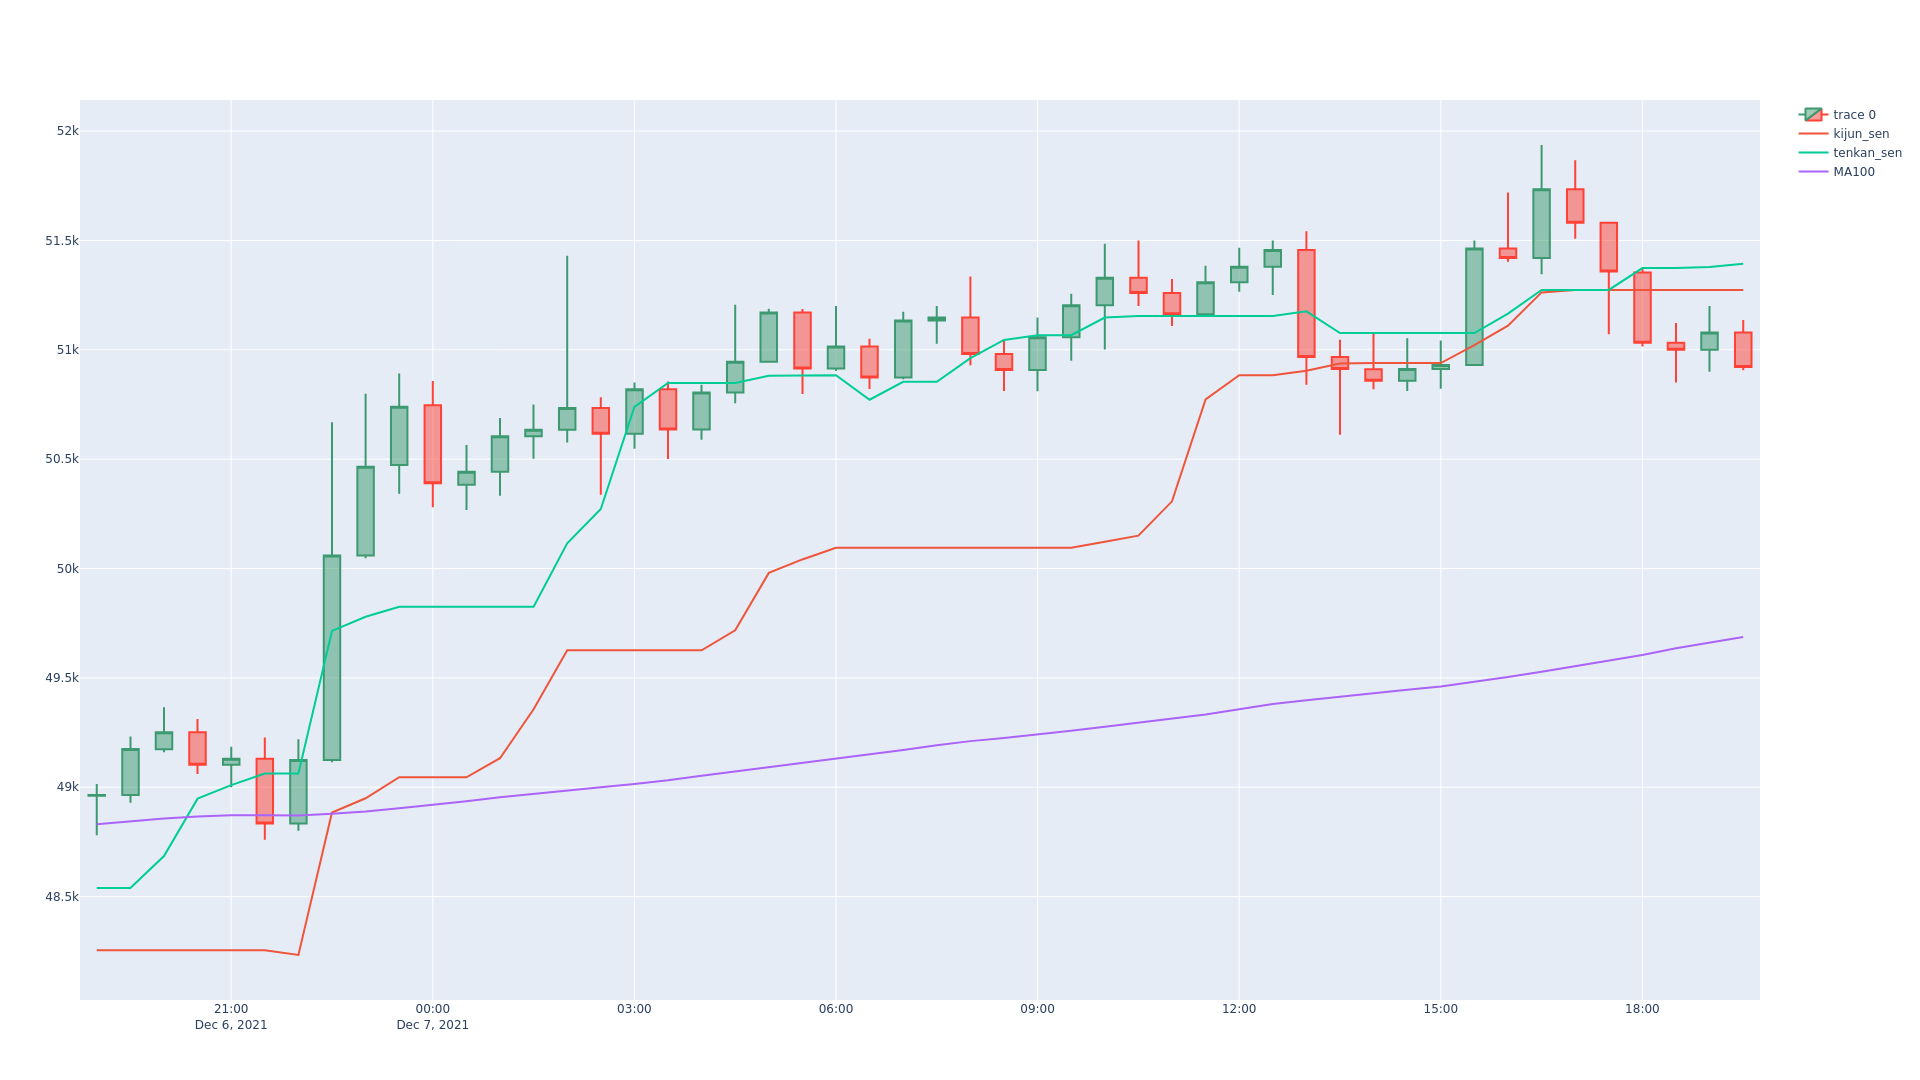 52k
51.5k
51k
50.5k
50k
49.5k
49k
48.5k
21:00
Dec 6, 2021
00:00
Dec 7, 2021
03:00
06:00
09:00
12:00
15:00
18:00
trace 0
kijun_sen
tenkan_sen
MA100